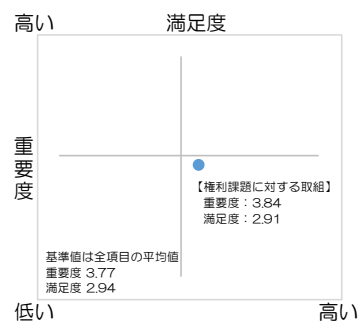 高い
満足度
重要度
【権利課題に対する取組】
重要度：3.84
満足度：2.91
基準値は全項目の平均値
重要度 3.77
満足度 2.94
低い
高い